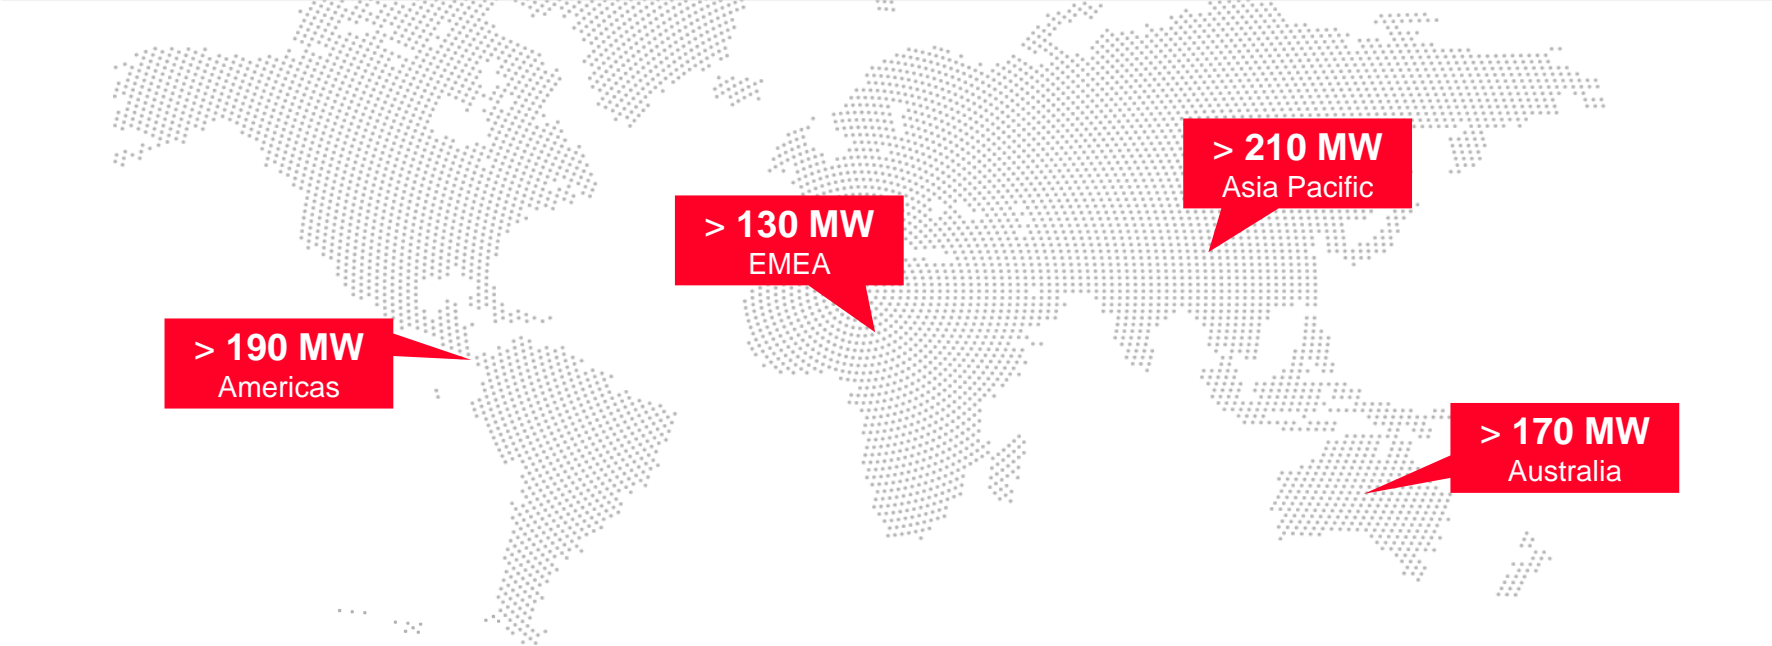 > 210 MW
Asia Pacific
> 130 MW
EMEA
> 190 MW
Americas
> 170 MW
Australia